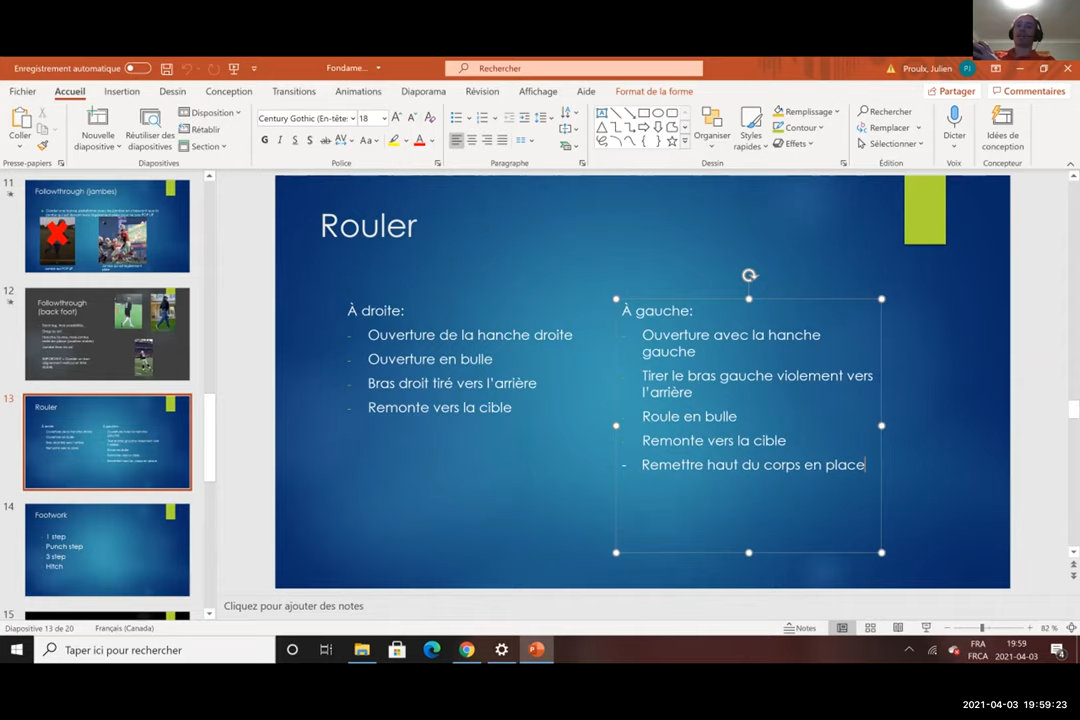 Enregistrement automatique
Fondame...
Rechercher
Proulx, Julien
PJ
Fichier
Accueil
Insertion
Dessin
Conception
Transitions
Animations
Diaporama
Révision
Affichage
Aide
Format de la forme
Partager
Commentaires
Coller
Nouvelle
diapositive
Réutiliser des
diapositives
Disposition
Rétablir
Section
Century Gothic (En-tête:
18
G I S S ab AV Aa
Organiser
Styles
rapides
Remplissage
Contour
Effets
Rechercher
Remplacer
Sélectionner
Dicter
Idées de
conception
Presse-papiers
Diapositives
Police
Paragraphe
Dessin
Édition
Voix
Concepteur
11
Followthrough (jambes)
12
Followthrough
(back foot)
13
Rouler
14
Footwork
1 step
Punch step
3 step
Hitch
15
Rouler
À droite:
- Ouverture de la hanche droite
- Ouverture en bulle
- Bras droit tiré vers l'arrière
- Remonte vers la cible
À gauche:
- Ouverture avec la hanche
gauche
- Tirer le bras gauche violement vers
l'arrière
- Roule en bulle
- Remonte vers la cible
- Remettre haut du corps en place
Cliquez pour ajouter des notes
Diapositive 13 de 20
Français (Canada)
Notes
82 %
Taper ici pour rechercher
FRA
FRCA
19:59
2021-04-03
4
2021-04-03 19:59:23